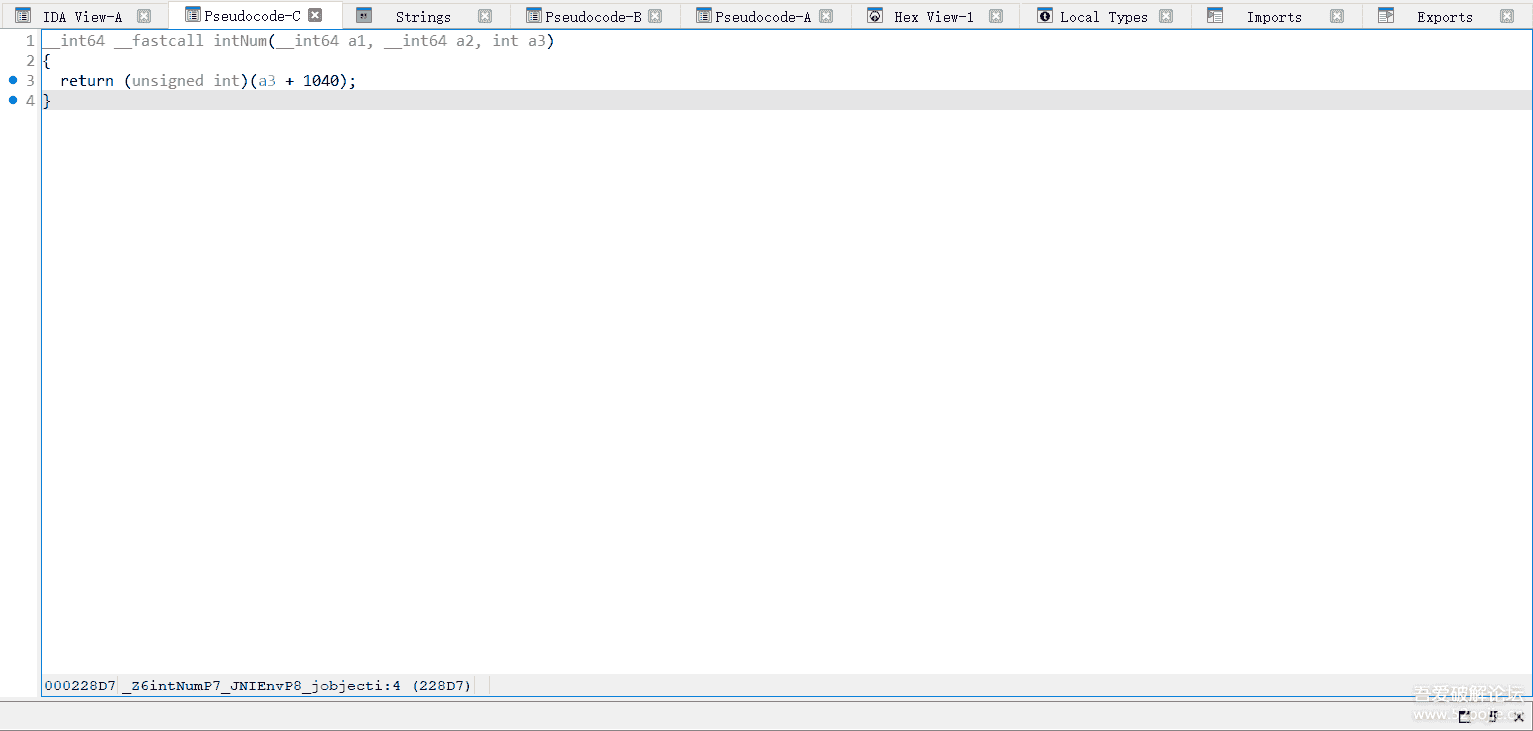 IDA View-A Pseudocode-C Strings Pseudocode-B Pseudocode-A Hex View-1 Local Types Imports Exports
1 __int64 __fastcall intNum(__int64 a1, __int64 a2, int a3)
2 {
3 return (unsigned int)(a3 + 1040);
4 }
000228D7 _Z6intNumP7_JNIEnvP8_jobjecti:4 (228D7)
吾爱破解论坛